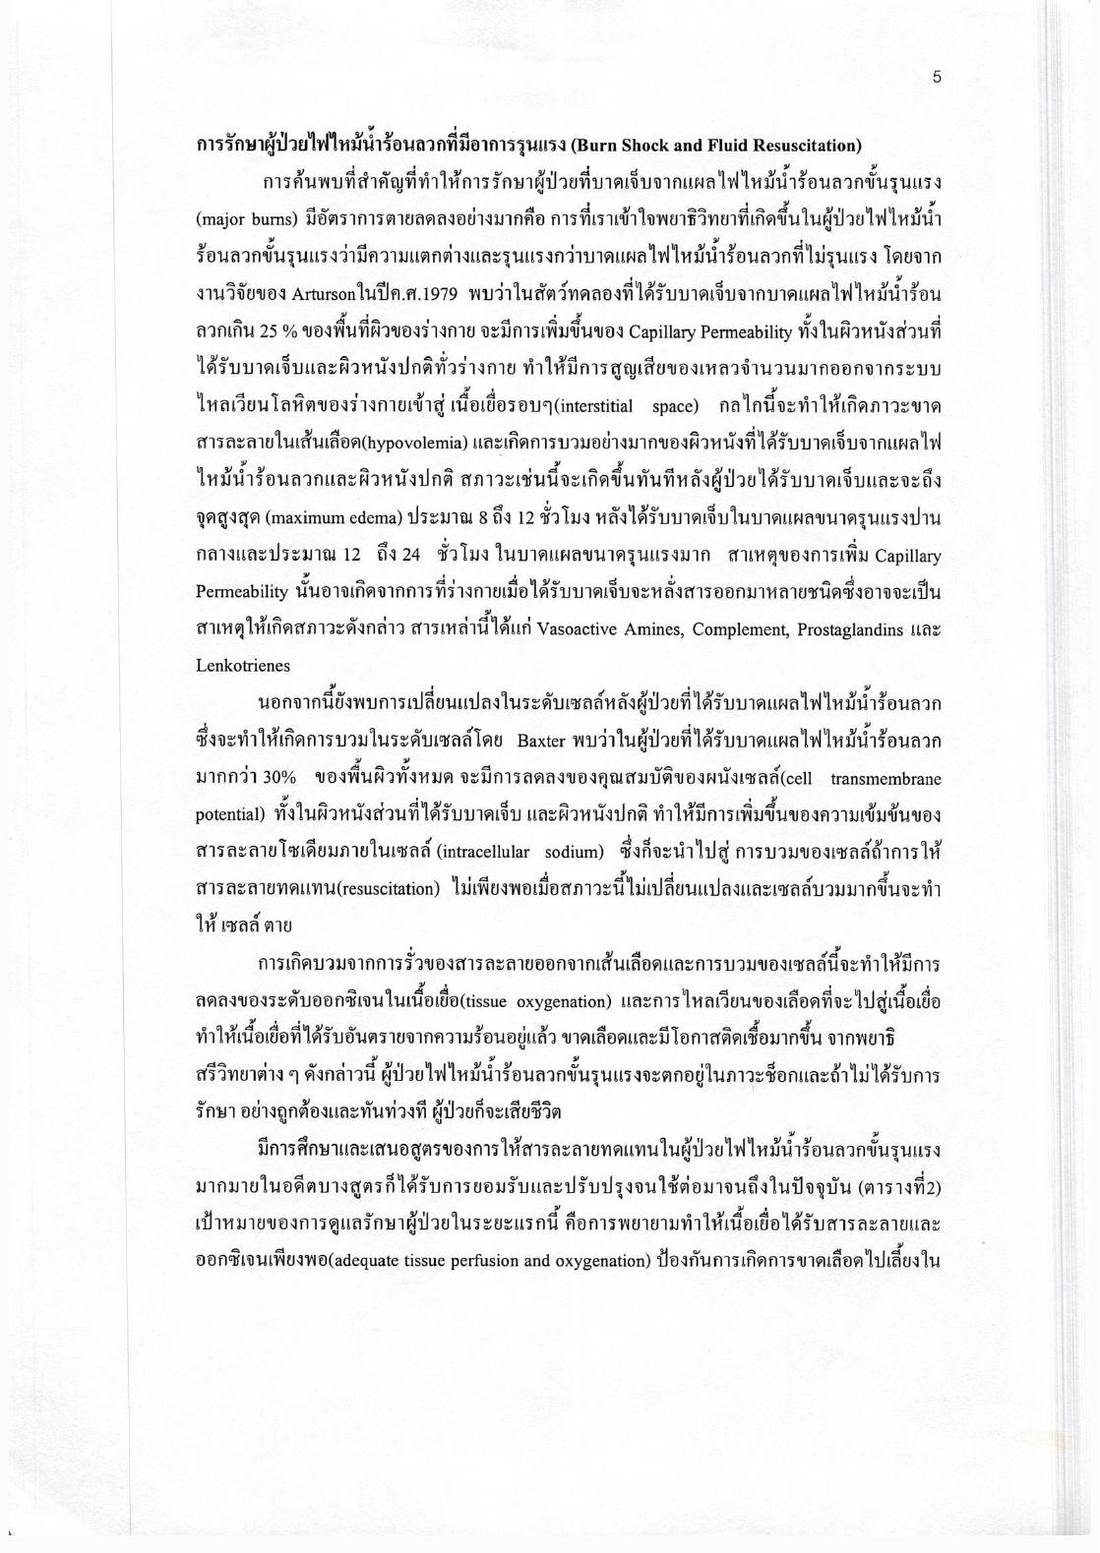 5
การรักษาผู้ป่วยไฟไหม้น้ำร้อนลวกที่มีอาการรุนแรง (Burn Shock and Fluid Resuscitation)
การค้นพบที่สำคัญที่ทำให้การรักษาผู้ป่วยที่บาดเจ็บจากแผลไฟไหม้น้ำร้อนลวกขั้นรุนแรง
(major burns) มีอัตราการตายลดลงอย่างมากคือ การที่เราเข้าใจพยาธิวิทยาที่เกิดขึ้นในผู้ป่วยไฟไหม้น้ำ
ร้อนลวกขั้นรุนแรงว่ามีความแตกต่างและรุนแรงกว่าบาดแผลไฟไหม้น้ำร้อนลวกที่ไม่รุนแรง โดยจาก
งานวิจัยของ Artursonในปีค.ศ.1979 พบว่าในสัตว์ทดลองที่ได้รับบาดเจ็บจากบาดแผลไฟไหม้น้ำร้อน
ลวกเกิน 25 % ของพื้นที่ผิวของร่างกาย จะมีการเพิ่มขึ้นของ Capillary Permeability ทั้งในผิวหนังส่วนที่
ได้รับบาดเจ็บและผิวหนังปกติทั่วร่างกาย ทำให้มีการสูญเสียของเหลวจำนวนมากออกจากระบบ
ไหลเวียนโลหิตของร่างกายเข้าสู่ เนื้อเยื่อรอบๆ(interstitial space) กลไกนี้จะทำให้เกิดภาวะขาด
สารละลายในเส้นเลือด(hypovolemia) และเกิดการบวมอย่างมากของผิวหนังที่ได้รับบาดเจ็บจากแผลไฟ
ไหม้น้ำร้อนลวกและผิวหนังปกติ สภาวะเช่นนี้จะเกิดขึ้นทันทีหลังผู้ป่วยได้รับบาดเจ็บและจะถึง
จุดสูงสุด (maximum edema) ประมาณ 8 ถึง 12 ชั่วโมง หลังได้รับบาดเจ็บในบาดแผลขนาดรุนแรงปาน
กลางและประมาณ 12 ถึง 24 ชั่วโมง ในบาดแผลขนาดรุนแรงมาก สาเหตุของการเพิ่ม Capillary
Permeability นั้นอาจเกิดจากการที่ร่างกายเมื่อได้รับบาดเจ็บจะหลั่งสารออกมาหลายชนิดซึ่งอาจจะเป็น
สาเหตุให้เกิดสภาวะดังกล่าว สารเหล่านี้ได้แก่ Vasoactive Amines, Complement, Prostaglandins และ
Lenkotrienes
นอกจากนี้ยังพบการเปลี่ยนแปลงในระดับเซลล์หลังผู้ป่วยที่ได้รับบาดแผลไฟไหม้น้ำร้อนลวก
ซึ่งจะทำให้เกิดการบวมในระดับเซลล์โดย Baxter พบว่าในผู้ป่วยที่ได้รับบาดแผลไฟไหม้น้ำร้อนลวก
มากกว่า 30% ของพื้นผิวทั้งหมด จะมีการลดลงของคุณสมบัติของผนังเซลล์(cell transmembrane
potential) ทั้งในผิวหนังส่วนที่ได้รับบาดเจ็บ และผิวหนังปกติ ทำให้มีการเพิ่มขึ้นของความเข้มข้นของ
สารละลายโซเดียมภายในเซลล์ (intracellular sodium) ซึ่งก็จะนำไปสู่ การบวมของเซลล์ถ้าการให้
สารละลายทดแทน(resuscitation) ไม่เพียงพอเมื่อสภาวะนี้ไม่เปลี่ยนแปลงและเซลล์บวมมากขึ้นจะทำ
ให้ เซลล์ ตาย
การเกิดบวมจากการรั่วของสารละลายออกจากเส้นเลือดและการบวมของเซลล์นี้จะทำให้มีการ
ลดลงของระดับออกซิเจนในเนื้อเยื่อ(tissue oxygenation) และการไหลเวียนของเลือดที่จะไปสู่เนื้อเยื่อ
ทำให้เนื้อเยื่อที่ได้รับอันตรายจากความร้อนอยู่แล้ว ขาดเลือดและมีโอกาสติดเชื้อมากขึ้น จากพยาธิ
สรีวิทยาต่าง ๆ ดังกล่าวนี้ ผู้ป่วยไฟไหม้น้ำร้อนลวกขั้นรุนแรงจะตกอยู่ในภาวะช็อกและถ้าไม่ได้รับการ
รักษา อย่างถูกต้องและทันท่วงที ผู้ป่วยก็จะเสียชีวิต
มีการศึกษาและเสนอสูตรของการให้สารละลายทดแทนในผู้ป่วยไฟไหม้น้ำร้อนลวกขั้นรุนแรง
มากมายในอดีตบางสูตรก็ได้รับการยอมรับและปรับปรุงจนใช้ต่อมาจนถึงในปัจจุบัน (ตารางที่2)
เป้าหมายของการดูแลรักษาผู้ป่วยในระยะแรกนี้ คือการพยายามทำให้เนื้อเยื่อได้รับสารละลายและ
ออกซิเจนเพียงพอ(adequate tissue perfusion and oxygenation) ป้องกันการเกิดการขาดเลือดไปเลี้ยงใน